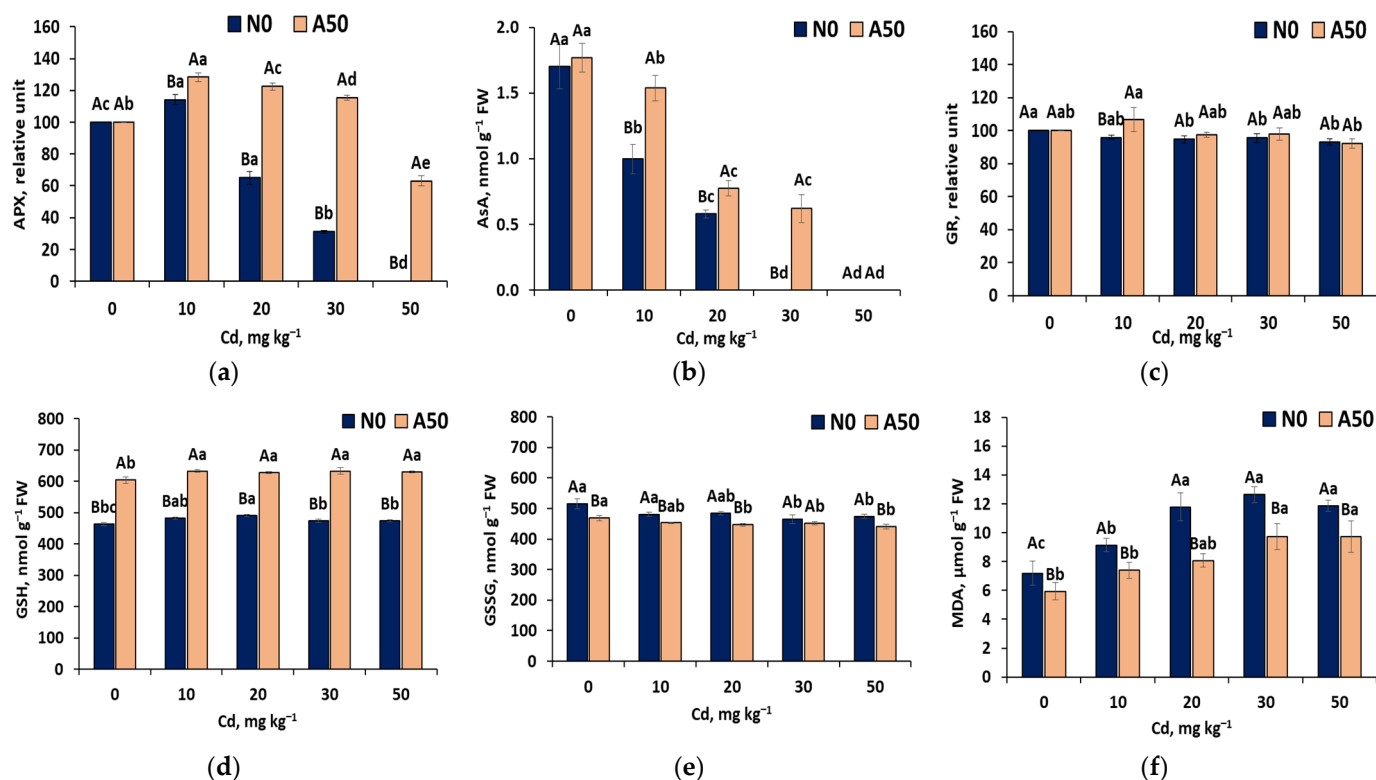 N0 A50
APX, relative unit
160
140
120
100
80
60
40
20
0
Ac Ab Ba Aa Ba Ac Bb Ad Bd Ae
0 10 20 30 50
Cd, mg kg⁻¹
(a)
N0 A50
AsA, nmol g⁻¹ FW
2.0
1.5
1.0
0.5
0.0
Aa Aa Bb Ab Bc Ac Bd Ac Ad Ad
0 10 20 30 50
Cd, mg kg⁻¹
(b)
N0 A50
GR, relative unit
160
140
120
100
80
60
40
20
0
Aa Aab Bab Aa Ab Aab Ab Aab Ab Ab
0 10 20 30 50
Cd, mg kg⁻¹
(c)
N0 A50
GSH, nmol g⁻¹ FW
800
700
600
500
400
300
200
100
0
Bbc Ab Bab Aa Ba Aa Bb Aa Bb Aa
0 10 20 30 50
Cd, mg kg⁻¹
(d)
N0 A50
GSSG, nmol g⁻¹ FW
800
700
600
500
400
300
200
100
0
Aa Ba Aa Bab Aab Bb Ab Ab Ab Bb
0 10 20 30 50
Cd, mg kg⁻¹
(e)
N0 A50
MDA, μmol g⁻¹ FW
18
16
14
12
10
8
6
4
2
0
Ac Bb Ab Bb Aa Bab Aa Ba Aa Ba
0 10 20 30 50
Cd, mg kg⁻¹
(f)